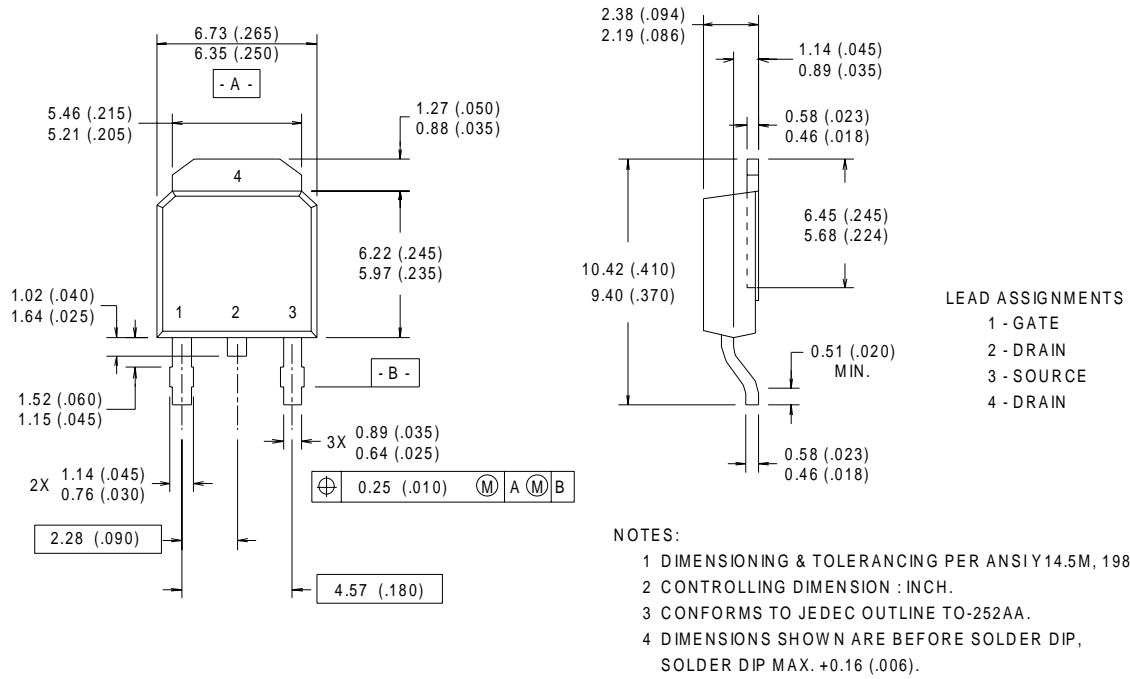 6.73 (.265)
6.35 (.250)
- A -
5.46 (.215)
5.21 (.205)
1.27 (.050)
0.88 (.035)
4
6.22 (.245)
5.97 (.235)
1.02 (.040)
1.64 (.025)
1 2 3
- B -
1.52 (.060)
1.15 (.045)
3X 0.89 (.035)
0.64 (.025)
2X 1.14 (.045)
0.76 (.030)
⌖ 0.25 (.010) Ⓜ A Ⓜ B
2.28 (.090)
4.57 (.180)
2.38 (.094)
2.19 (.086)
1.14 (.045)
0.89 (.035)
0.58 (.023)
0.46 (.018)
6.45 (.245)
5.68 (.224)
10.42 (.410)
9.40 (.370)
0.51 (.020)
MIN.
0.58 (.023)
0.46 (.018)
LEAD ASSIGNMENTS
1 - GATE
2 - DRAIN
3 - SOURCE
4 - DRAIN
NOTES:
1 DIMENSIONING & TOLERANCING PER ANSI Y14.5M, 198
2 CONTROLLING DIMENSION : INCH.
3 CONFORMS TO JEDEC OUTLINE TO-252AA.
4 DIMENSIONS SHOWN ARE BEFORE SOLDER DIP,
SOLDER DIP MAX. +0.16 (.006).